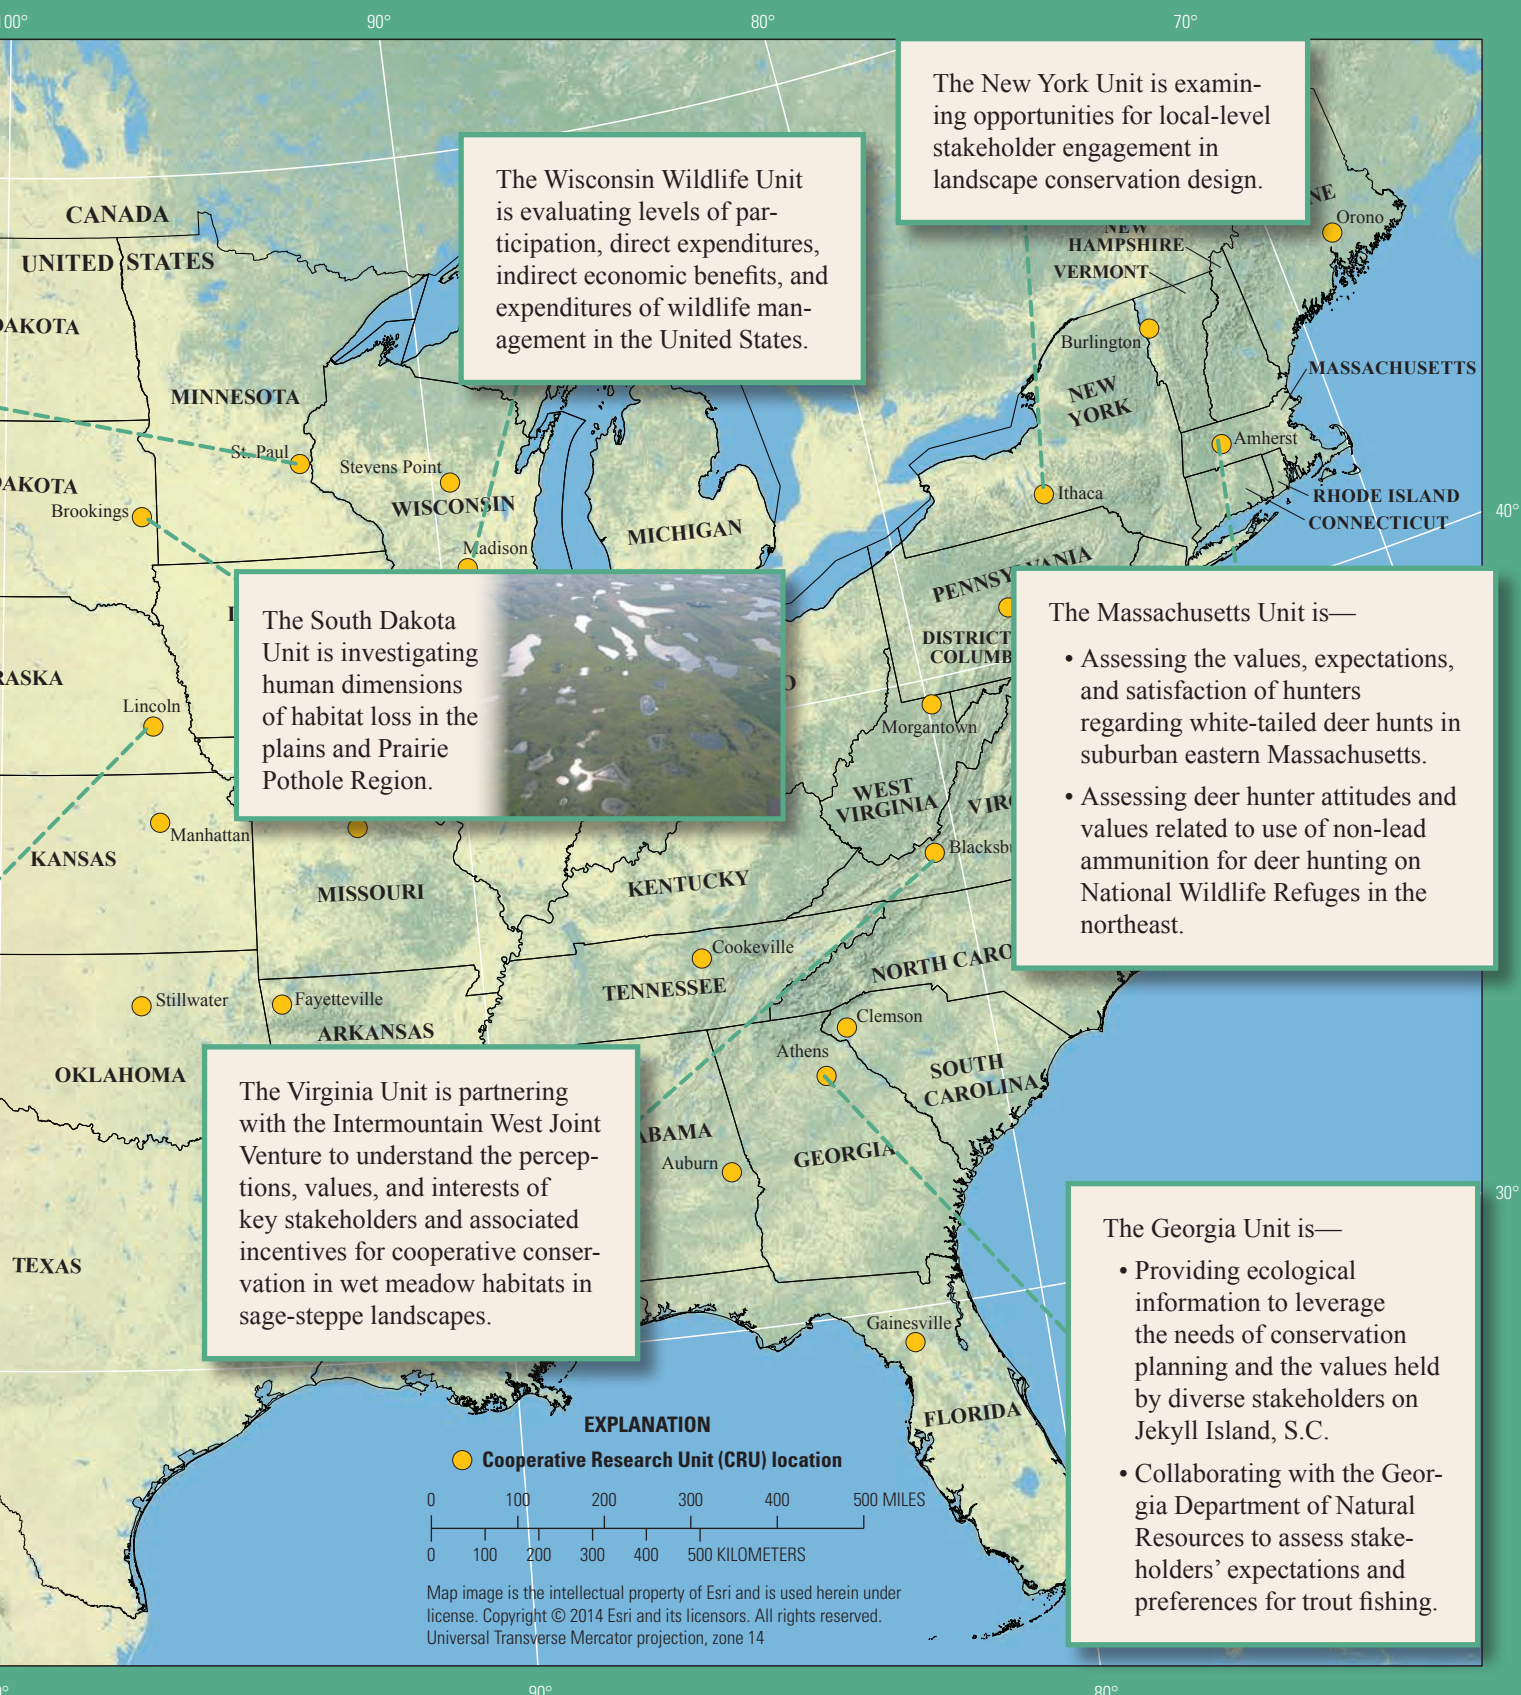 100°
90°
80°
70°
The New York Unit is examin-
ing opportunities for local-level
stakeholder engagement in
landscape conservation design.
The Wisconsin Wildlife Unit
is evaluating levels of par-
ticipation, direct expenditures,
indirect economic benefits, and
expenditures of wildlife man-
agement in the United States.
CANADA
UNITED STATES
NE
Orono
NEW
HAMPSHIRE
VERMONT
DAKOTA
Burlington
MASSACHUSETTS
MINNESOTA
NEW
YORK
Amherst
St. Paul
Stevens Point
WISCONSIN
DAKOTA
Brookings
Ithaca
RHODE ISLAND
CONNECTICUT
40°
MICHIGAN
Madison
PENNSYLVANIA
DISTRICT
COLUMB
The South Dakota
Unit is investigating
human dimensions
of habitat loss in the
plains and Prairie
Pothole Region.
The Massachusetts Unit is—
• Assessing the values, expectations,
and satisfaction of hunters
regarding white-tailed deer hunts in
suburban eastern Massachusetts.
• Assessing deer hunter attitudes and
values related to use of non-lead
ammunition for deer hunting on
National Wildlife Refuges in the
northeast.
RASKA
O
Lincoln
Morgantown
WEST
VIRGINIA
VIRG
Manhattan
KANSAS
Blacksbu
MISSOURI
KENTUCKY
Cookeville
TENNESSEE
NORTH CARO
Stillwater
Fayetteville
ARKANSAS
Clemson
Athens
OKLAHOMA
SOUTH
CAROLINA
The Virginia Unit is partnering
with the Intermountain West Joint
Venture to understand the percep-
tions, values, and interests of
key stakeholders and associated
incentives for cooperative conser-
vation in wet meadow habitats in
sage-steppe landscapes.
ABAMA
Auburn
GEORGIA
30°
TEXAS
Gainesville
FLORIDA
The Georgia Unit is—
• Providing ecological
information to leverage
the needs of conservation
planning and the values held
by diverse stakeholders on
Jekyll Island, S.C.
• Collaborating with the Geor-
gia Department of Natural
Resources to assess stake-
holders’ expectations and
preferences for trout fishing.
EXPLANATION
Cooperative Research Unit (CRU) location
0 100 200 300 400 500 MILES
0 100 200 300 400 500 KILOMETERS
Map image is the intellectual property of Esri and is used herein under
license. Copyright © 2014 Esri and its licensors. All rights reserved.
Universal Transverse Mercator projection, zone 14
90°
80°